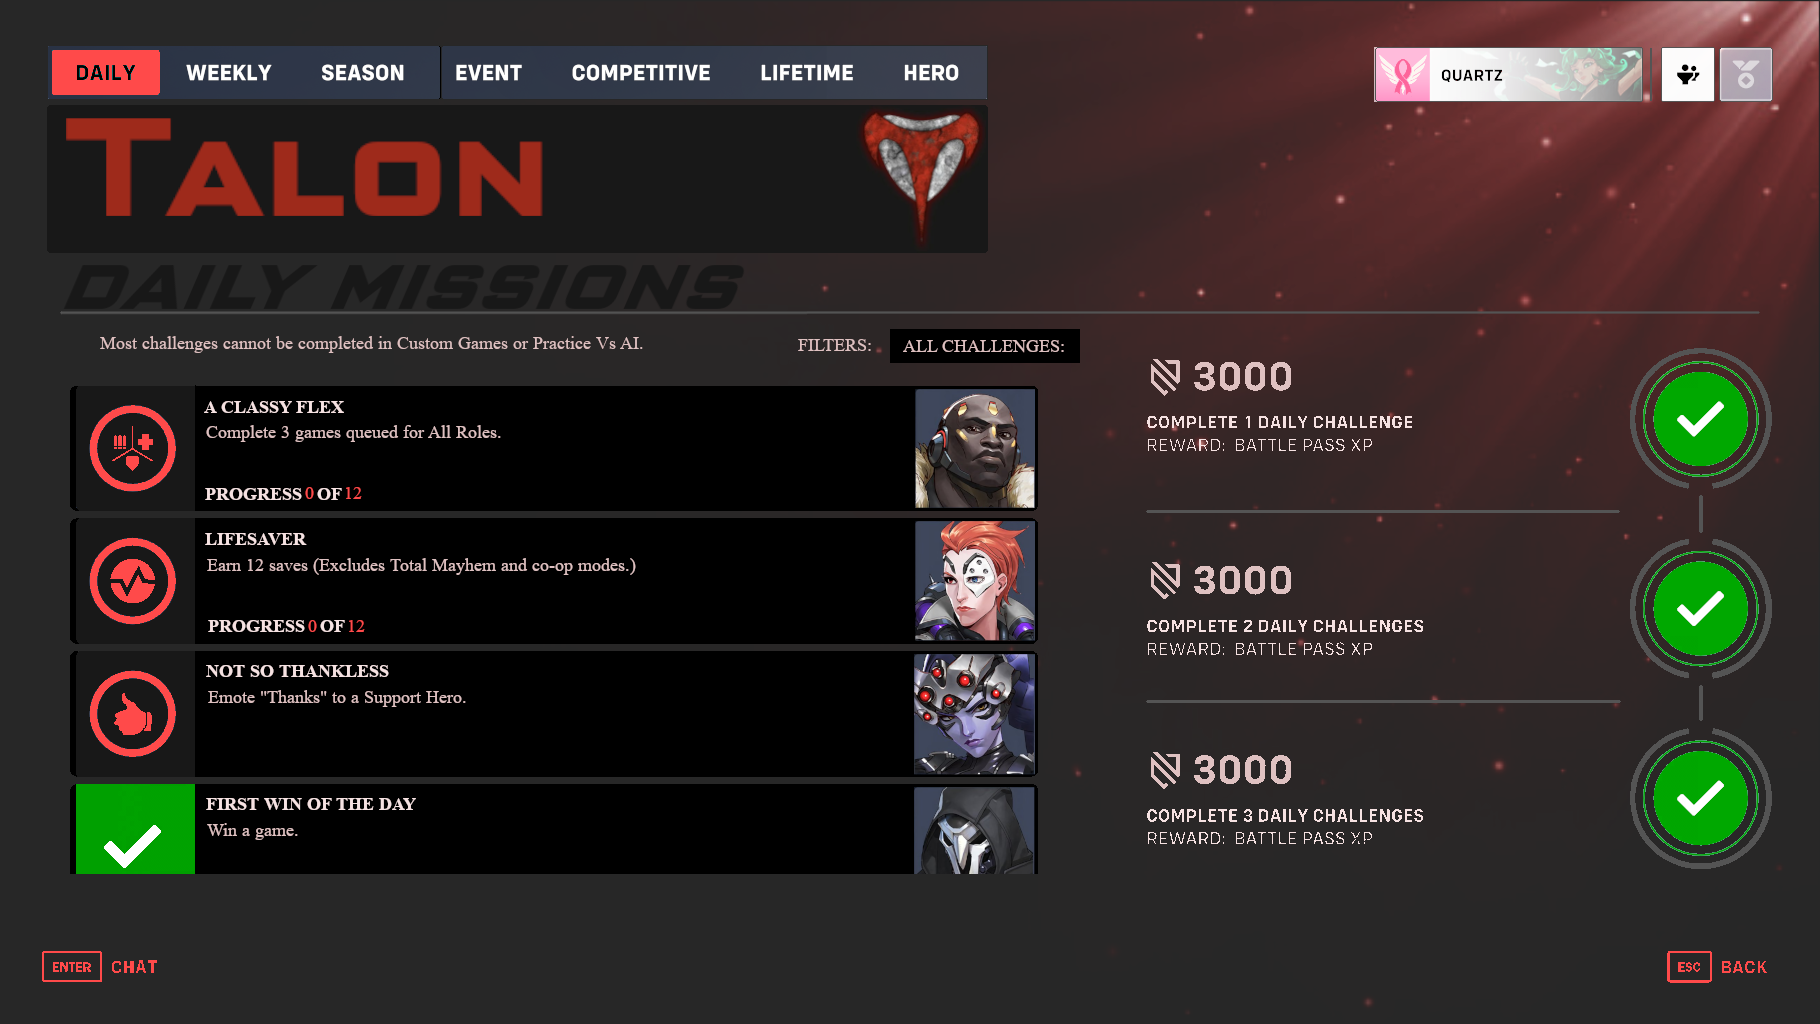 DAILY WEEKLY SEASON EVENT COMPETITIVE LIFETIME HERO
QUARTZ
TALON
DAILY MISSIONS
Most challenges cannot be completed in Custom Games or Practice Vs AI.
FILTERS: ALL CHALLENGES:
A CLASSY FLEX
Complete 3 games queued for All Roles.
PROGRESS 0 OF 12
LIFESAVER
Earn 12 saves (Excludes Total Mayhem and co-op modes.)
PROGRESS 0 OF 12
NOT SO THANKLESS
Emote "Thanks" to a Support Hero.
FIRST WIN OF THE DAY
Win a game.
3000
COMPLETE 1 DAILY CHALLENGE
REWARD: BATTLE PASS XP
3000
COMPLETE 2 DAILY CHALLENGES
REWARD: BATTLE PASS XP
3000
COMPLETE 3 DAILY CHALLENGES
REWARD: BATTLE PASS XP
ENTER CHAT
ESC BACK